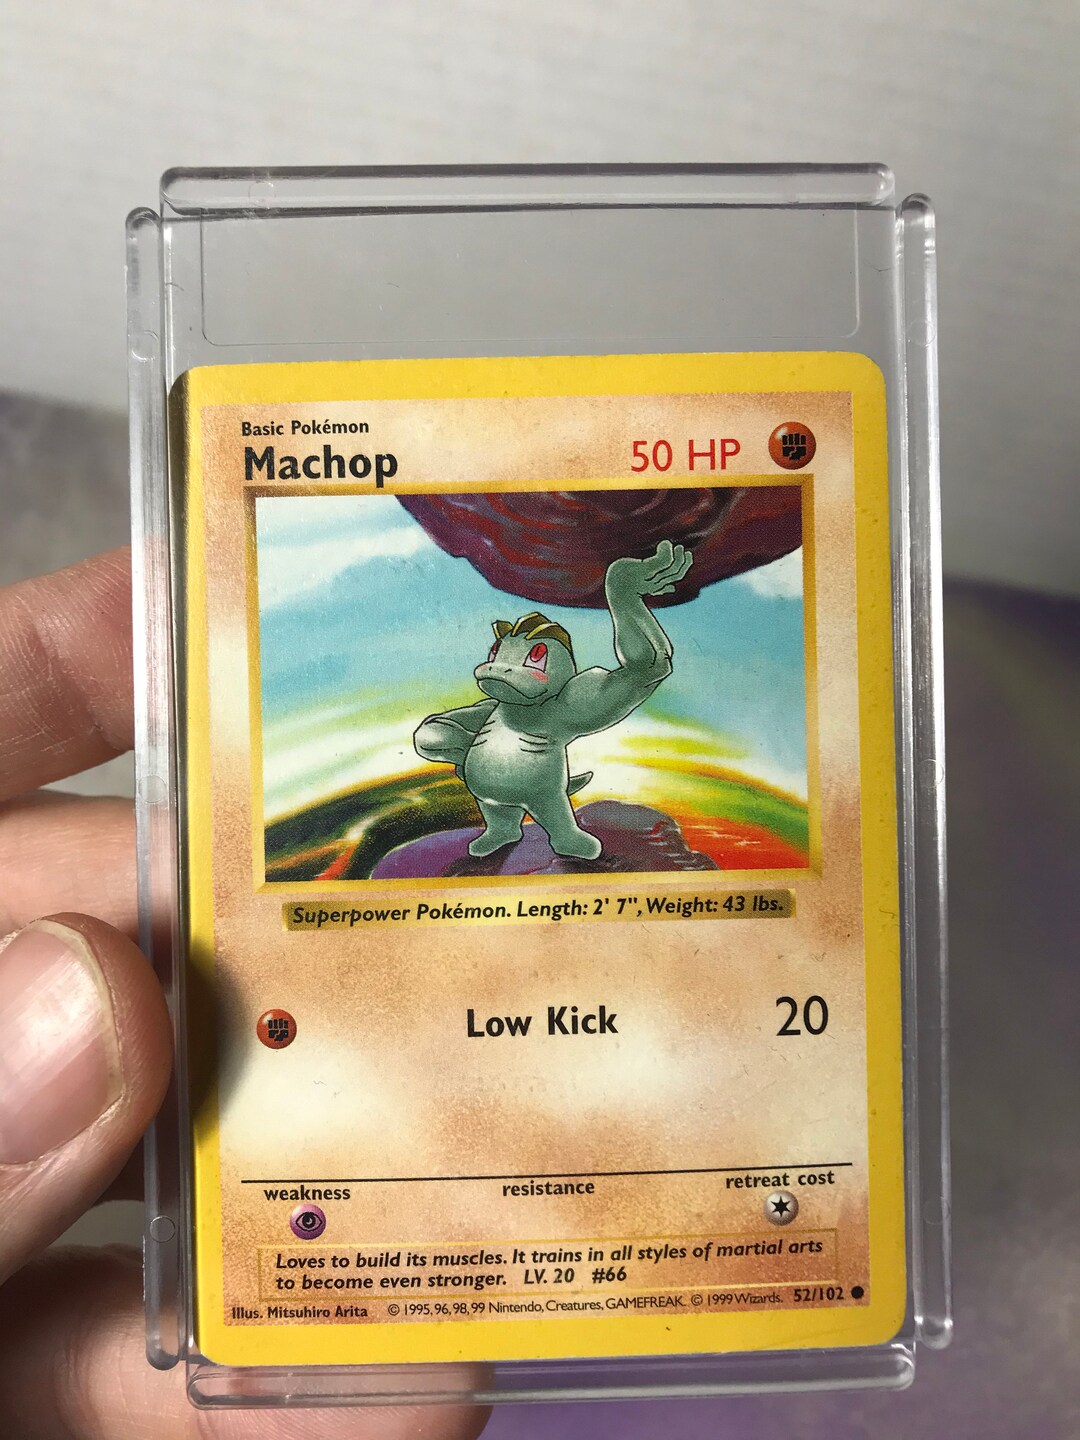 Basic Pokémon
Machop
50 HP
Superpower Pokémon. Length: 2' 7", Weight: 43 lbs.
Low Kick 20
weakness resistance retreat cost
Loves to build its muscles. It trains in all styles of martial arts
to become even stronger. LV. 20 #66
Illus. Mitsuhiro Arita © 1995, 96, 98, 99 Nintendo, Creatures, GAMEFREAK. © 1999 Wizards. 52/102